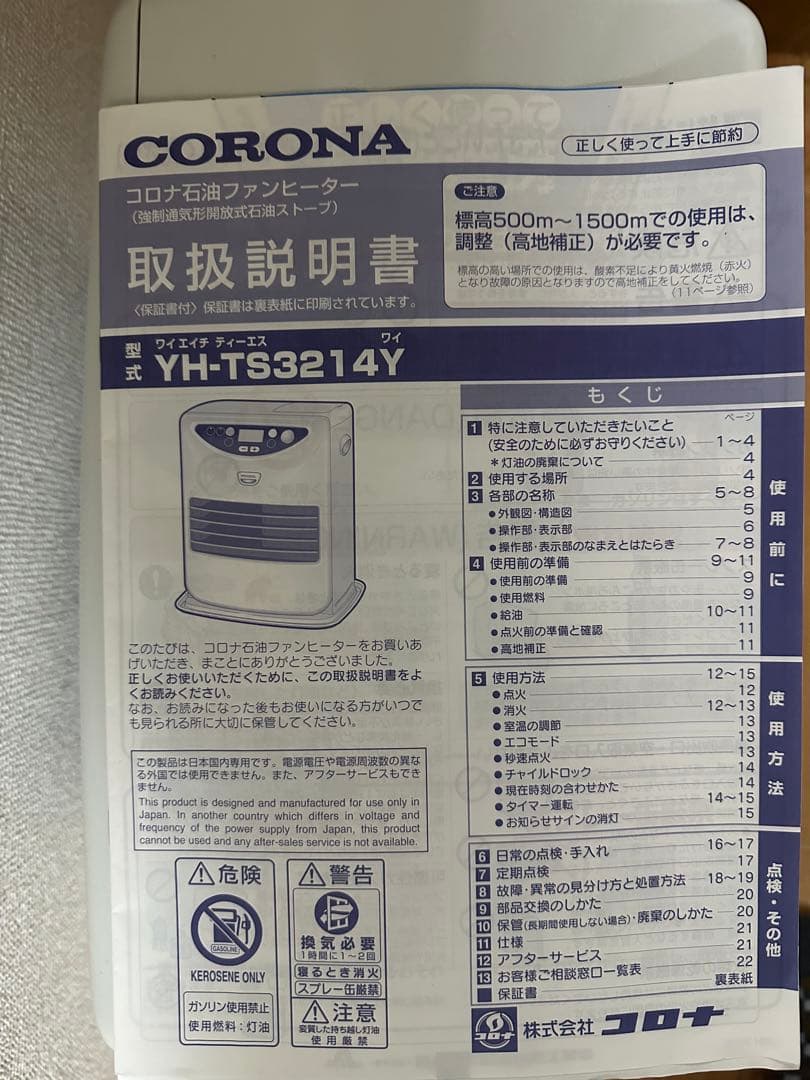 CORONA
正しく使って上手に節約
コロナ石油ファンヒーター
（強制通気形開放式石油ストーブ）
取扱説明書
〈保証書付〉保証書は裏表紙に印刷されています。
ご注意
標高500m～1500mでの使用は、
調整（高地補正）が必要です。
標高の高い場所での使用は、酸素不足により黄火燃焼（赤火）
となり故障の原因となりますので高地補正をしてください。
（11ページ参照）
型式 ワイエイチ ティーエス ワイ
YH-TS3214Y
このたびは、コロナ石油ファンヒーターをお買いあ
げいただき、まことにありがとうございました。
正しくお使いいただくために、この取扱説明書をよ
くお読みください。
なお、お読みになった後もお使いになる方がいつで
も見られる所に大切に保管してください。
この製品は日本国内専用です。電源電圧や電源周波数の異な
る外国では使用できません。また、アフターサービスもでき
ません。
This product is designed and manufactured for use only in
Japan. In another country which differs in voltage and
frequency of the power supply from Japan, this product
cannot be used and any after-sales service is not available.
危険
GASOLINE
KEROSENE ONLY
ガソリン使用禁止
使用燃料：灯油
警告
換気必要
1時間に1～2回
寝るとき消火
スプレー缶厳禁
注意
変質した持ち越し灯油
使用厳禁
もくじ
ページ
1 特に注意していただきたいこと
（安全のために必ずお守りください） 1～4
＊灯油の廃棄について 4
2 使用する場所 4
3 各部の名称 5～8
●外観図・構造図 5
●操作部・表示部 6
●操作部・表示部のなまえとはたらき 7～8
4 使用前の準備 9～11
●使用前の準備 9
●使用燃料 9
●給油 10～11
●点火前の準備と確認 11
●高地補正 11
使用前に
5 使用方法 12～15
●点火 12
●消火 12～13
●室温の調節 13
●エコモード 13
●秒速点火 13
●チャイルドロック 14
●現在時刻の合わせかた 14
●タイマー運転 14～15
●お知らせサインの消灯 15
使用方法
6 日常の点検・手入れ 16～17
7 定期点検 17
8 故障・異常の見分け方と処置方法 18～19
9 部品交換のしかた 20
10 保管（長期間使用しない場合）・廃棄のしかた 20
11 仕様 21
12 アフターサービス 21
13 お客様ご相談窓口一覧表 22
■ 保証書 裏表紙
点検・その他
コロナ
株式会社 コロナ